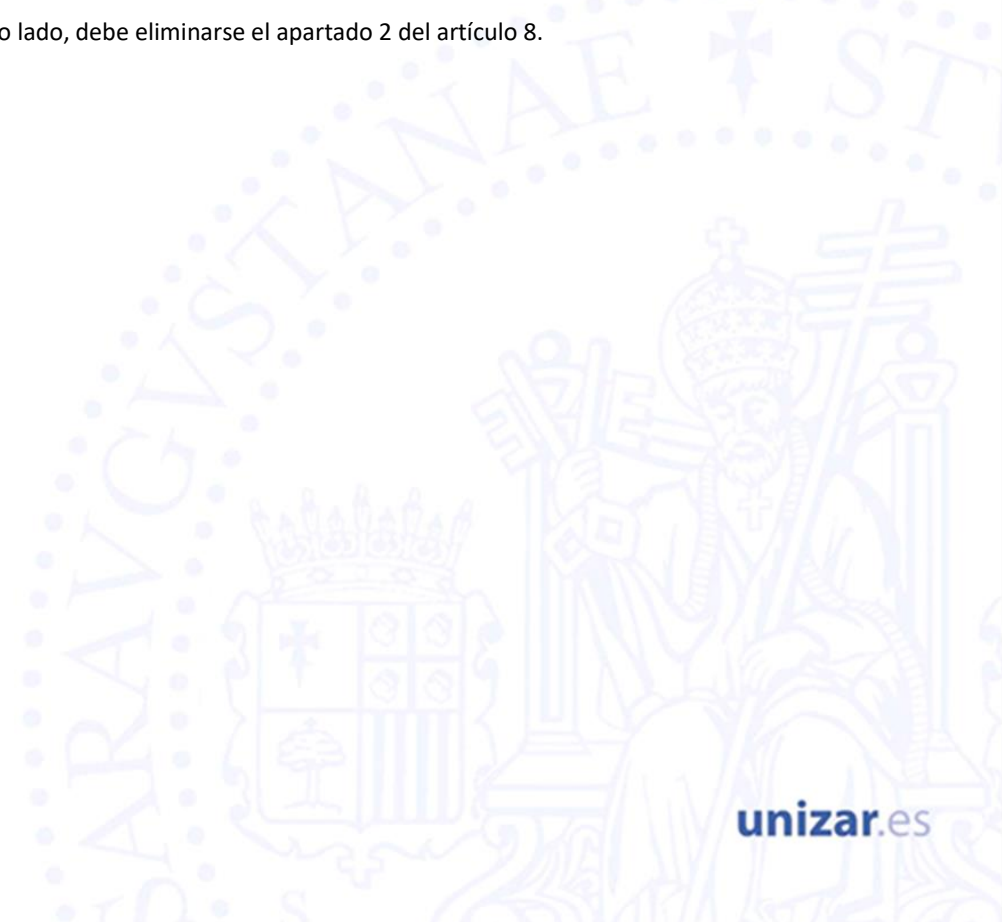 o lado, debe eliminarse el apartado 2 del artículo 8.
ARAVGVSTANAE ST
unizar.es